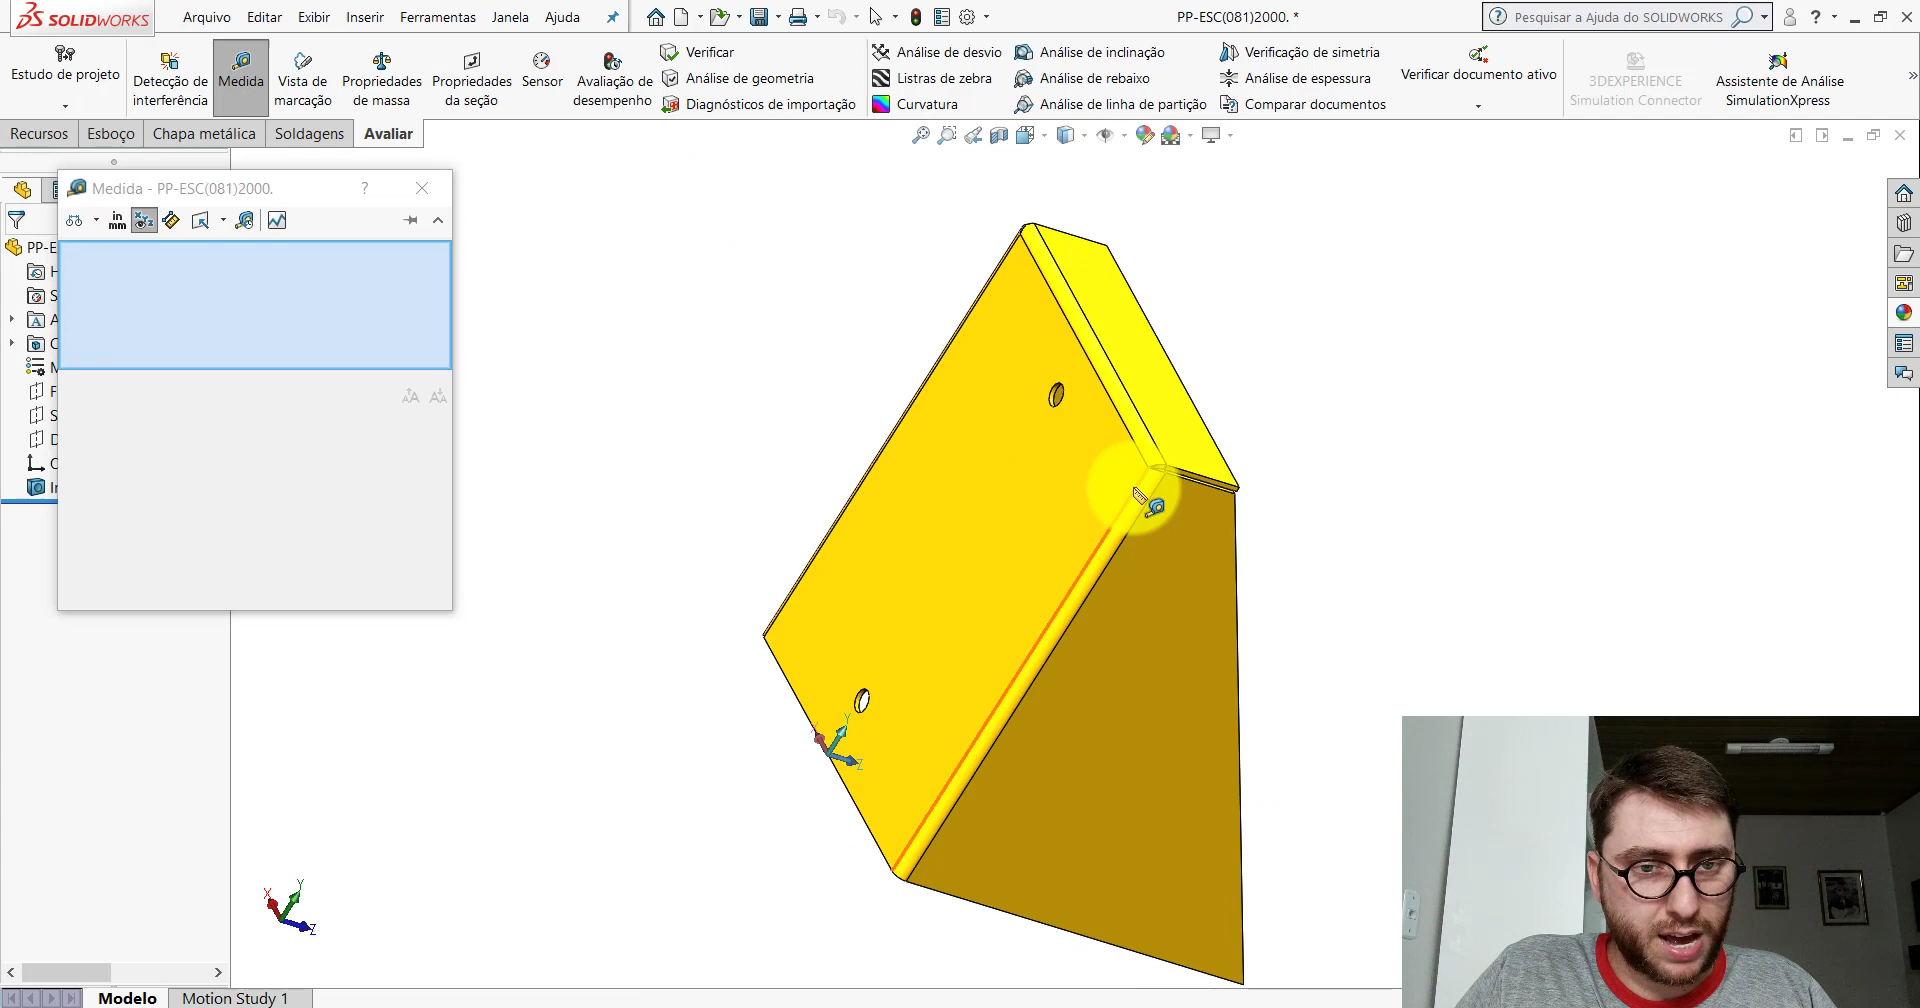 SOLIDWORKS
Arquivo
Editar
Exibir
Inserir
Ferramentas
Janela
Ajuda
PP-ESC(081)2000. *
Pesquisar a Ajuda do SOLIDWORKS
Estudo de projeto
Detecção de
interferência
Medida
Vista de
marcação
Propriedades
de massa
Propriedades
da seção
Sensor
Avaliação de
desempenho
Verificar
Análise de geometria
Diagnósticos de importação
Análise de desvio
Listras de zebra
Curvatura
Análise de inclinação
Análise de rebaixo
Análise de linha de partição
Verificação de simetria
Análise de espessura
Comparar documentos
Verificar documento ativo
3DEXPERIENCE
Simulation Connector
Assistente de Análise
SimulationXpress
Recursos
Esboço
Chapa metálica
Soldagens
Avaliar
Medida - PP-ESC(081)2000.
?
in
mm
PP-E
Y
Z
X
Y
Z
Modelo
Motion Study 1